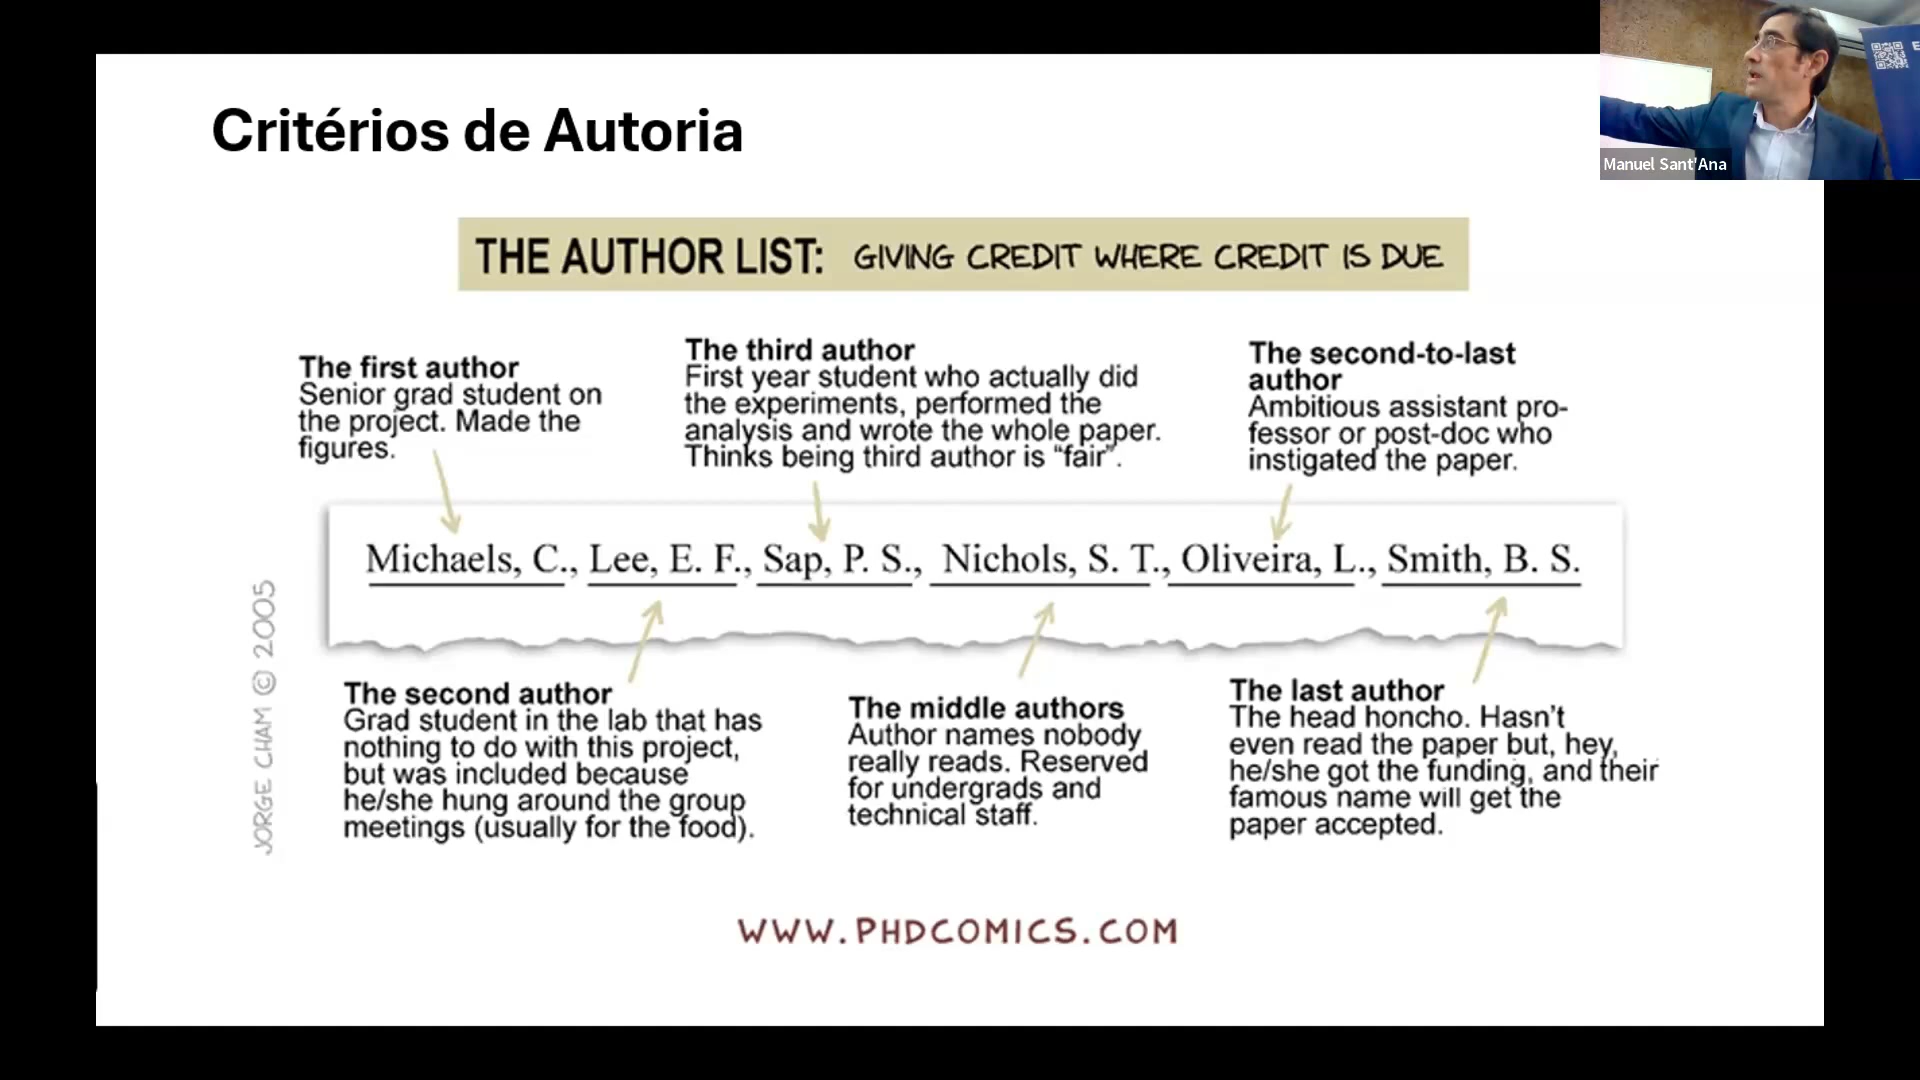 Critérios de Autoria
Manuel Sant'Ana
E
THE AUTHOR LIST: GIVING CREDIT WHERE CREDIT IS DUE
The first author
Senior grad student on
the project. Made the
figures.
The third author
First year student who actually did
the experiments, performed the
analysis and wrote the whole paper.
Thinks being third author is “fair”.
The second-to-last
author
Ambitious assistant pro-
fessor or post-doc who
instigated the paper.
Michaels, C., Lee, E. F., Sap, P. S., Nichols, S. T., Oliveira, L., Smith, B. S.
The second author
Grad student in the lab that has
nothing to do with this project,
but was included because
he/she hung around the group
meetings (usually for the food).
The middle authors
Author names nobody
really reads. Reserved
for undergrads and
technical staff.
The last author
The head honcho. Hasn’t
even read the paper but, hey,
he/she got the funding, and their
famous name will get the
paper accepted.
JORGE CHAM © 2005
WWW.PHDCOMICS.COM